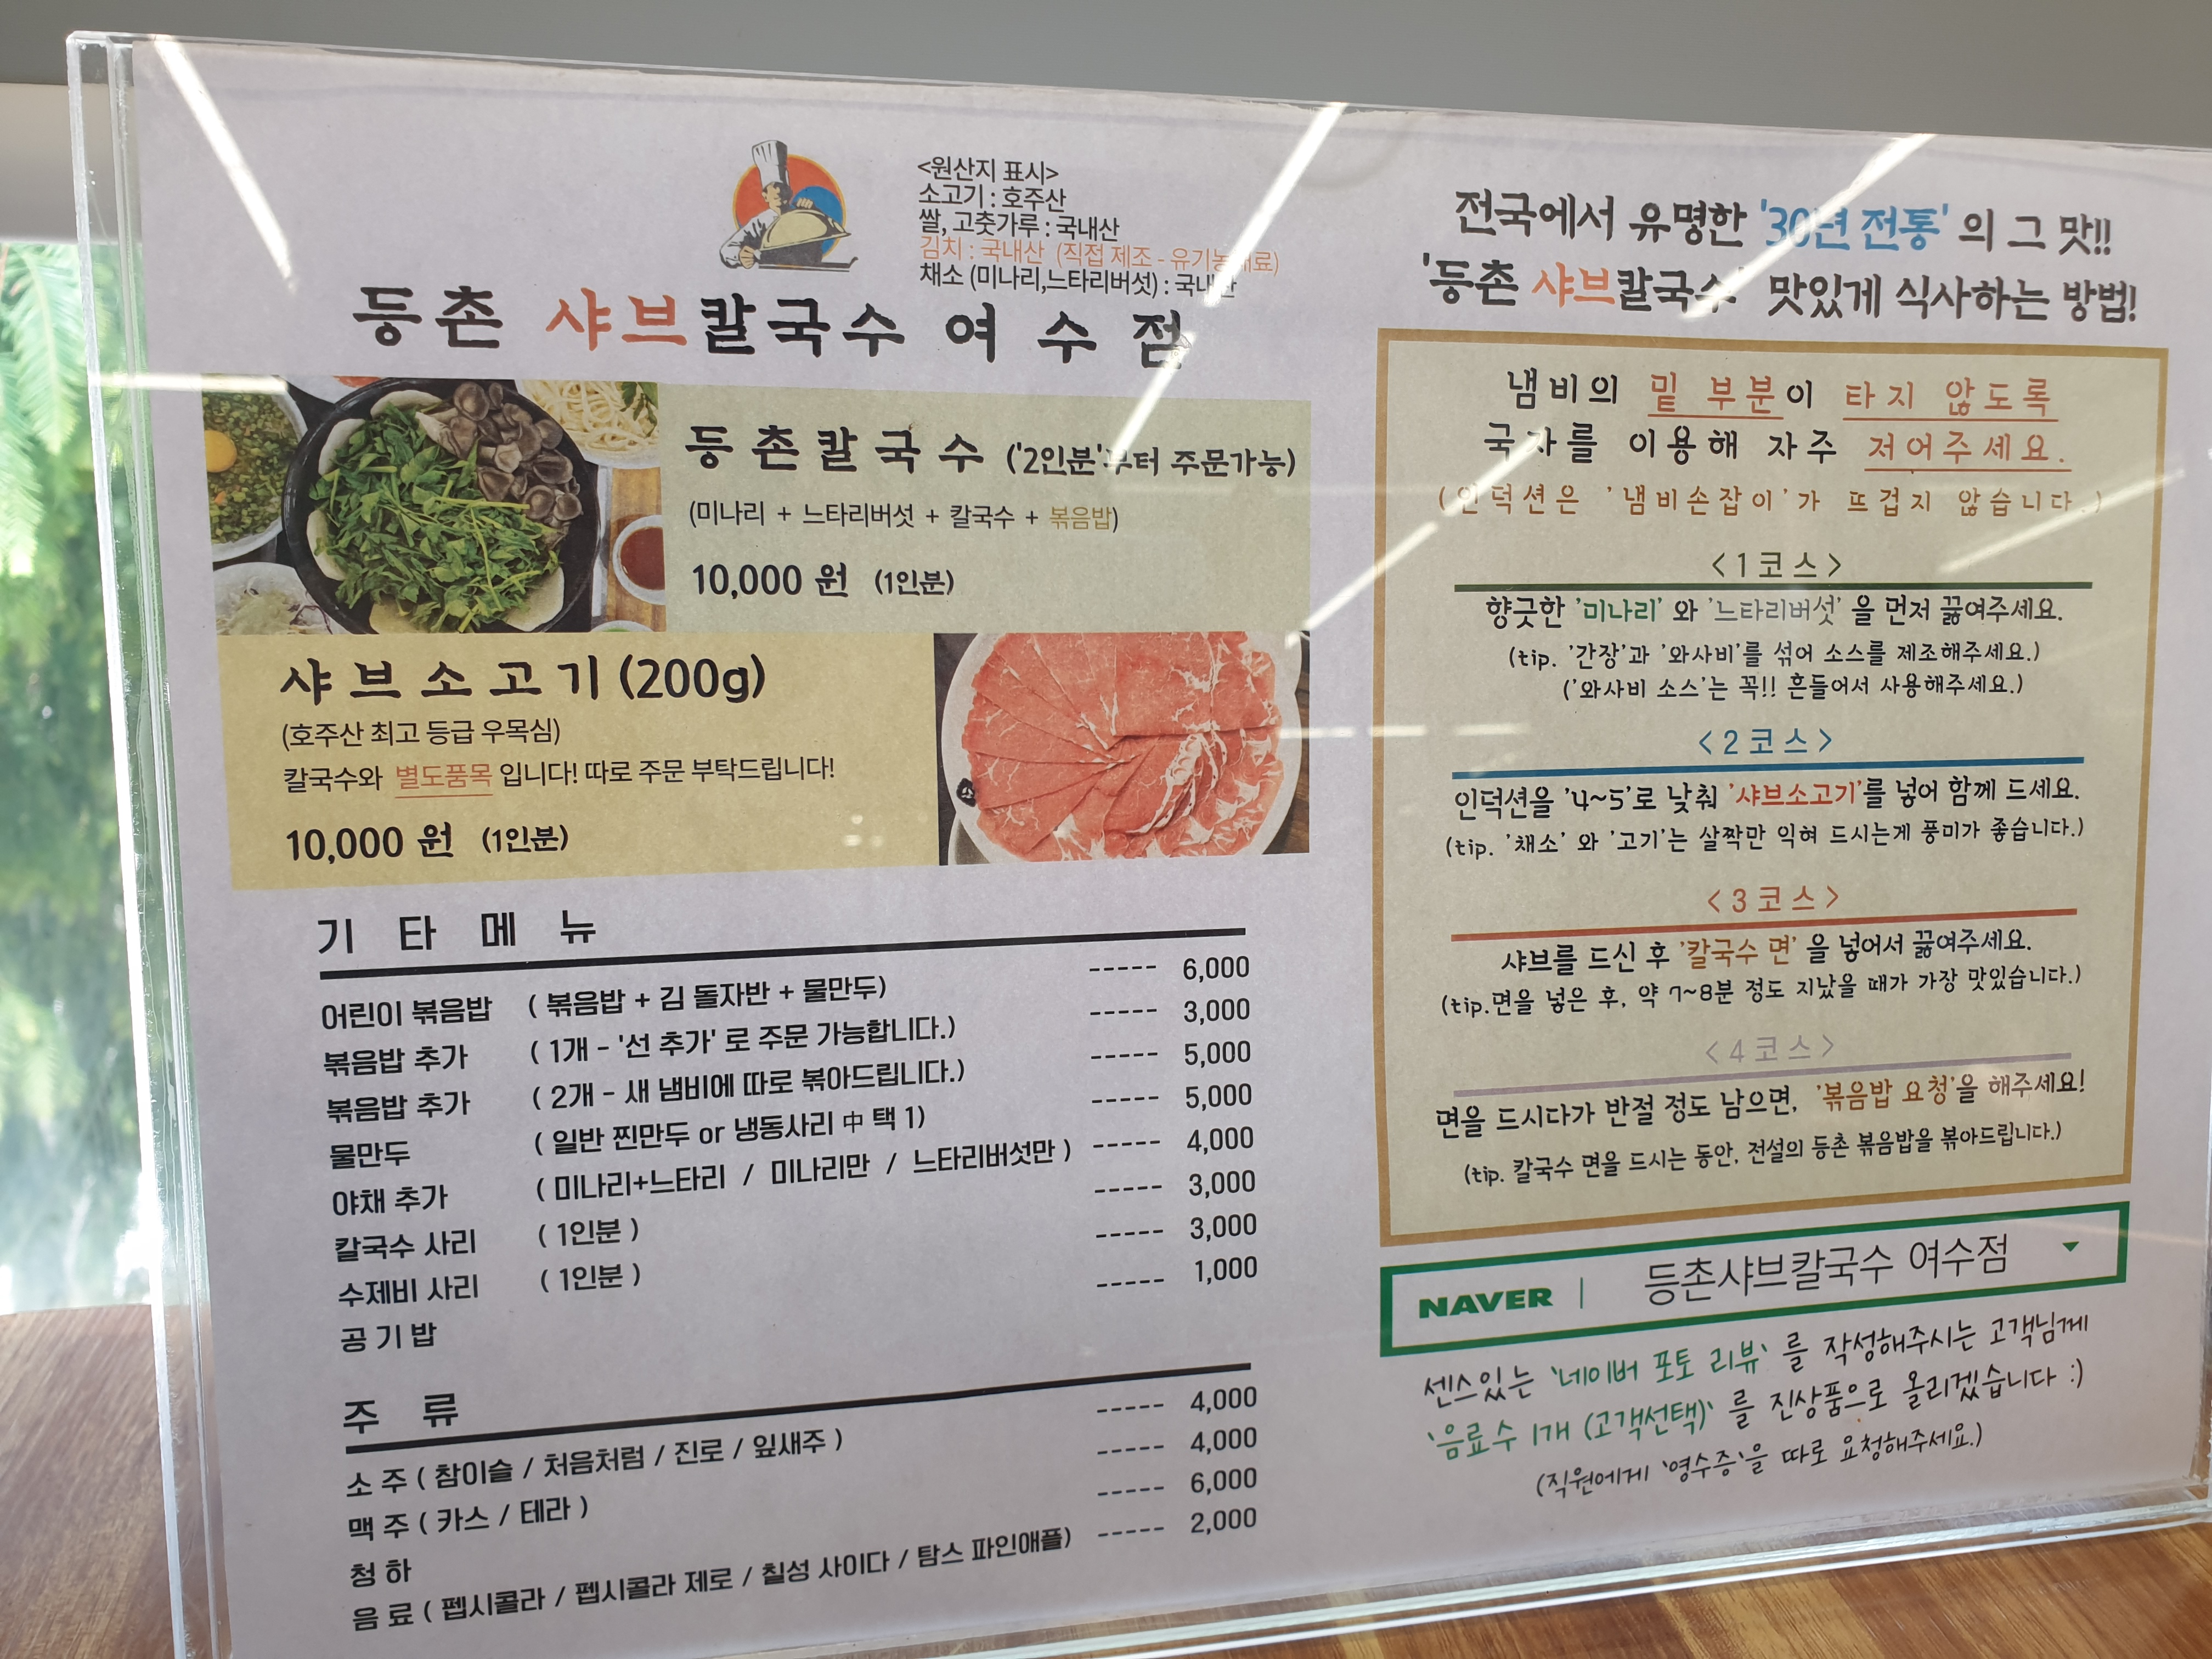 <원산지 표시>
소고기 : 호주산
쌀, 고춧가루 : 국내산
김치 : 국내산 (직접 제조 - 유기농재료)
채소 (미나리,느타리버섯) : 국내산
등촌 샤브칼국수 여수점
등촌칼국수 ('2인분'부터 주문가능)
(미나리 + 느타리버섯 + 칼국수 + 볶음밥)
10,000 원 (1인분)
샤브소고기(200g)
(호주산 최고 등급 우목심)
칼국수와 별도품목 입니다! 따로 주문 부탁드립니다!
10,000 원 (1인분)
기 타 메 뉴
어린이 볶음밥 ( 볶음밥 + 김 돌자반 + 물만두) ----- 6,000
볶음밥 추가 ( 1개 - '선 추가' 로 주문 가능합니다.) ----- 3,000
볶음밥 추가 ( 2개 - 새 냄비에 따로 볶아드립니다.) ----- 5,000
물만두 ( 일반 찐만두 or 냉동사리 中 택 1) ----- 5,000
야채 추가 ( 미나리+느타리 / 미나리만 / 느타리버섯만 ) ----- 4,000
칼국수 사리 ( 1인분 ) ----- 3,000
수제비 사리 ( 1인분 ) ----- 3,000
공 기 밥 ----- 1,000
주 류
소 주 ( 참이슬 / 처음처럼 / 진로 / 잎새주 ) ----- 4,000
맥 주 ( 카스 / 테라 ) ----- 4,000
청 하 ----- 6,000
음 료 ( 펩시콜라 / 펩시콜라 제로 / 칠성 사이다 / 탐스 파인애플) ----- 2,000
전국에서 유명한 '30년 전통' 의 그 맛!!
'등촌 샤브칼국수' 맛있게 식사하는 방법!
냄비의 밑 부분이 타지 않도록
국자를 이용해 자주 저어주세요.
(인덕션은 '냄비손잡이'가 뜨겁지 않습니다.)
<1코스>
향긋한 '미나리' 와 '느타리버섯' 을 먼저 끓여주세요.
(tip. '간장'과 '와사비'를 섞어 소스를 제조해주세요.)
('와사비 소스'는 꼭!! 흔들어서 사용해주세요.)
<2코스>
인덕션을 '4~5'로 낮춰 '샤브소고기'를 넣어 함께 드세요.
(tip. '채소' 와 '고기'는 살짝만 익혀 드시는게 풍미가 좋습니다.)
<3코스>
샤브를 드신 후 '칼국수 면' 을 넣어서 끓여주세요.
(tip.면을 넣은 후, 약 7~8분 정도 지났을 때가 가장 맛있습니다.)
<4코스>
면을 드시다가 반절 정도 남으면, '볶음밥 요청'을 해주세요!
(tip. 칼국수 면을 드시는 동안, 전설의 등촌 볶음밥을 볶아드립니다.)
NAVER | 등촌샤브칼국수 여수점
센스있는 '네이버 포토 리뷰' 를 작성해주시는 고객님께
'음료수 1개 (고객선택)' 를 진상품으로 올리겠습니다 :)
(직원에게 '영수증'을 따로 요청해주세요.)